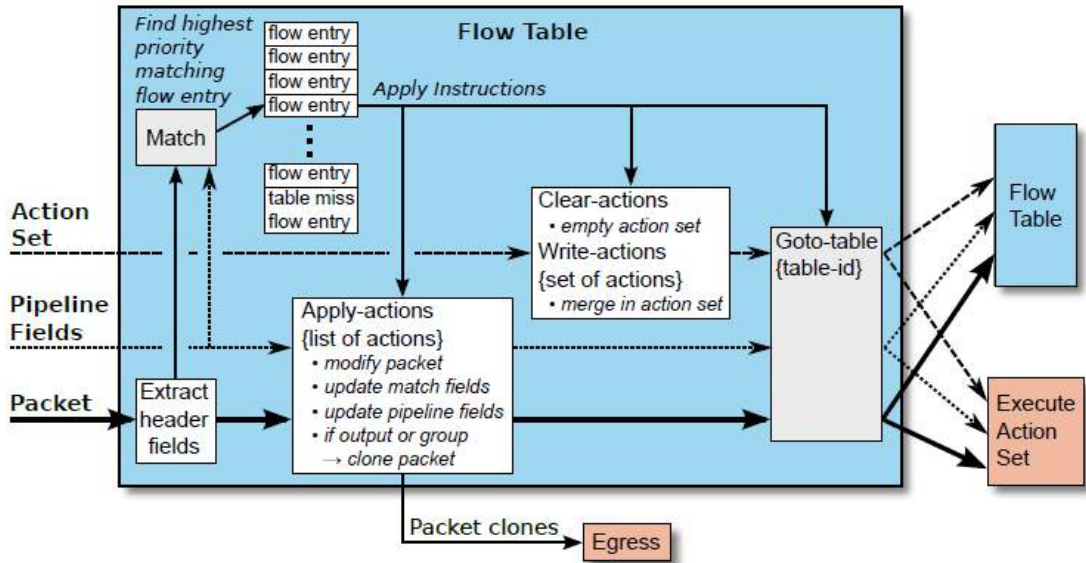 Find highest
priority
matching
flow entry
flow entry
flow entry
flow entry
flow entry
flow entry
table miss
flow entry
Flow Table
Apply Instructions
Match
Action
Set
Pipeline
Fields
Packet
Extract
header
fields
Apply-actions
{list of actions}
• modify packet
• update match fields
• update pipeline fields
• if output or group
→ clone packet
Clear-actions
• empty action set
Write-actions
{set of actions}
• merge in action set
Goto-table
{table-id}
Flow
Table
Execute
Action
Set
Packet clones
Egress